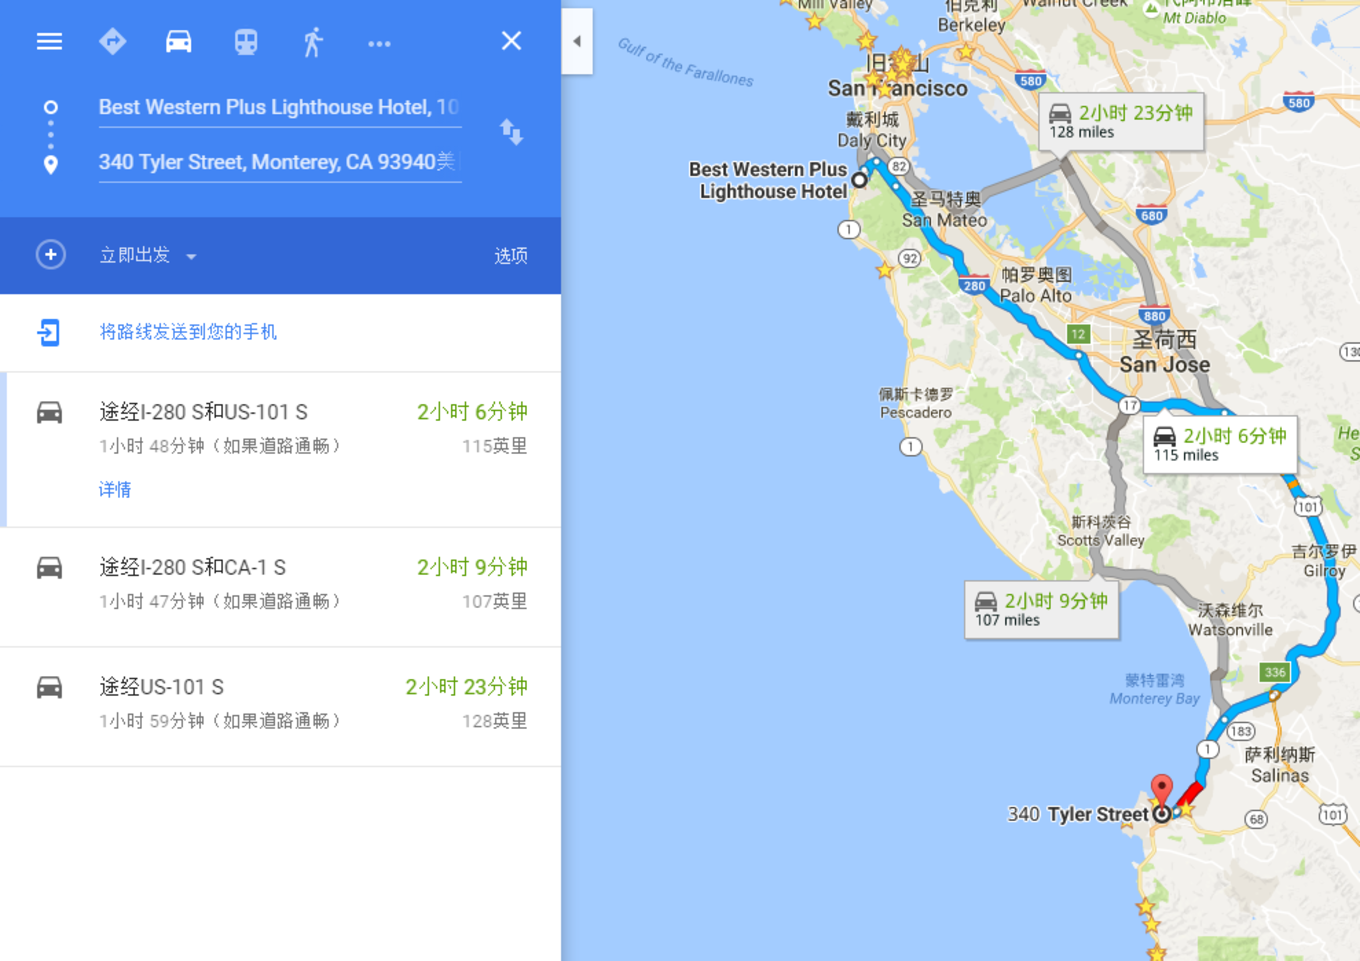 Best Western Plus Lighthouse Hotel, 10
340 Tyler Street, Monterey, CA 93940美
立即出发
选项
将路线发送到您的手机
途经I-280 S和US-101 S
2小时 6分钟
1小时 48分钟（如果道路通畅）
115英里
详情
途经I-280 S和CA-1 S
2小时 9分钟
1小时 47分钟（如果道路通畅）
107英里
途经US-101 S
2小时 23分钟
1小时 59分钟（如果道路通畅）
128英里
Mill Valley
伯克利
Berkeley
Walnut Creek
Mt Diablo
Gulf of the Farallones
旧金山
San Francisco
580
580
2小时 23分钟
128 miles
戴利城
Daly City
82
Best Western Plus
Lighthouse Hotel
圣马特奥
San Mateo
680
1
92
280
帕罗奥图
Palo Alto
880
12
圣荷西
San Jose
130
佩斯卡德罗
Pescadero
17
2小时 6分钟
115 miles
He
S
1
101
斯科茨谷
Scotts Valley
吉尔罗伊
Gilroy
2小时 9分钟
107 miles
沃森维尔
Watsonville
336
蒙特雷湾
Monterey Bay
183
1
萨利纳斯
Salinas
340 Tyler Street
68
101